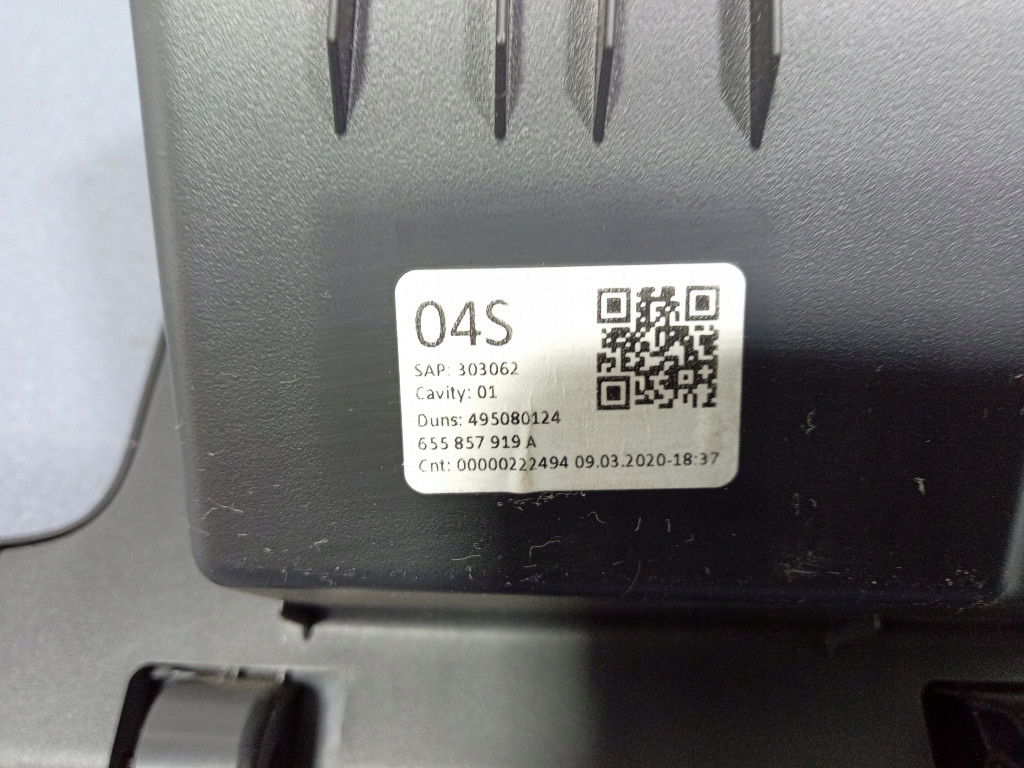 04S
SAP: 303062
Cavity: 01
Duns: 495080124
655 857 919 A
Cnt: 00000222494 09.03.2020-18:37